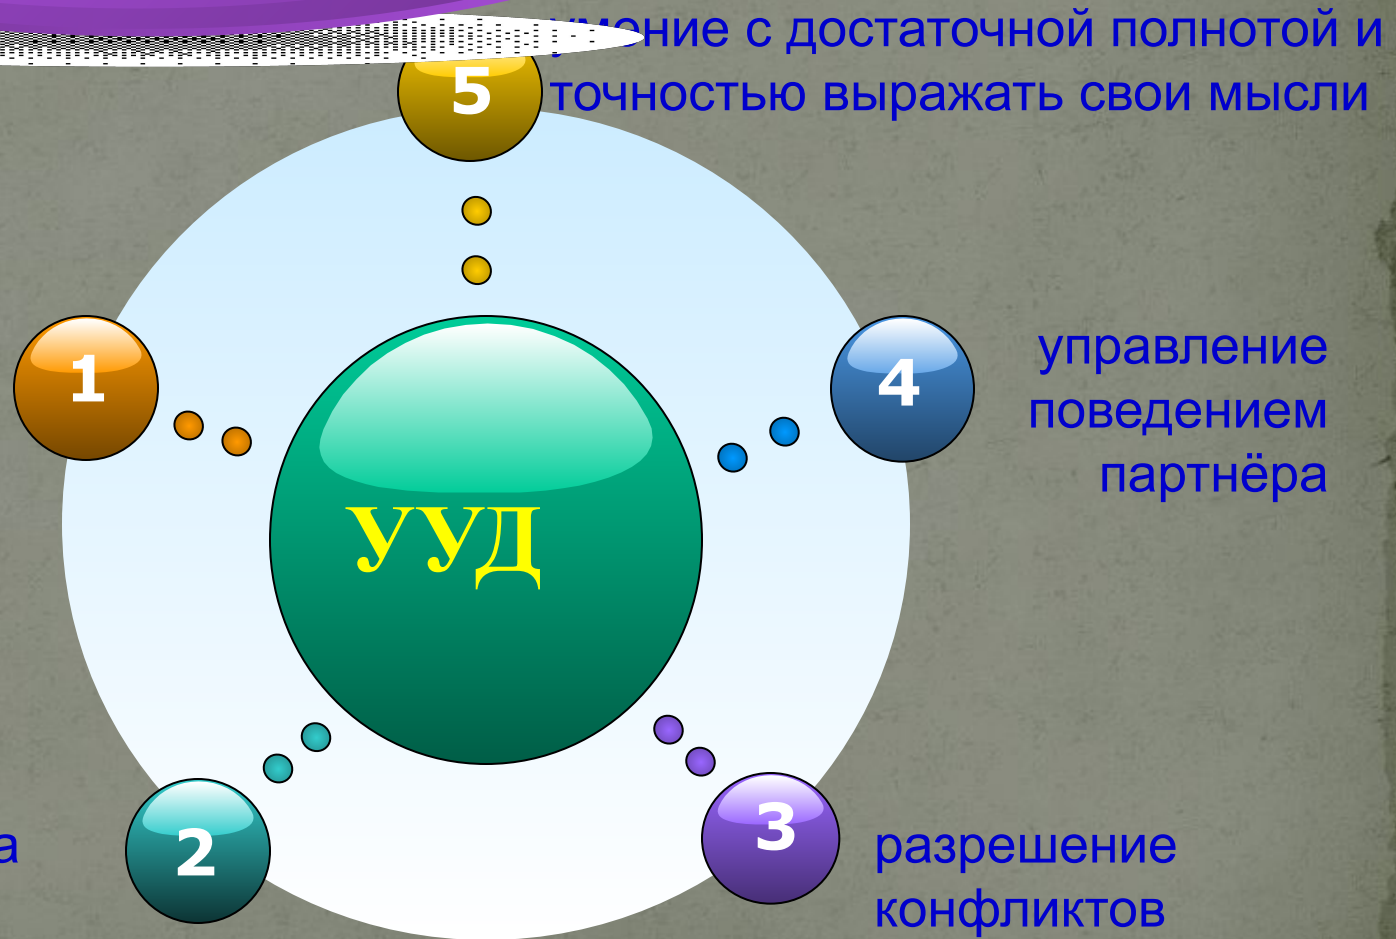 умение с достаточной полнотой и
точностью выражать свои мысли
5
1
4
управление
поведением
партнёра
УУД
2
3
а
разрешение
конфликтов